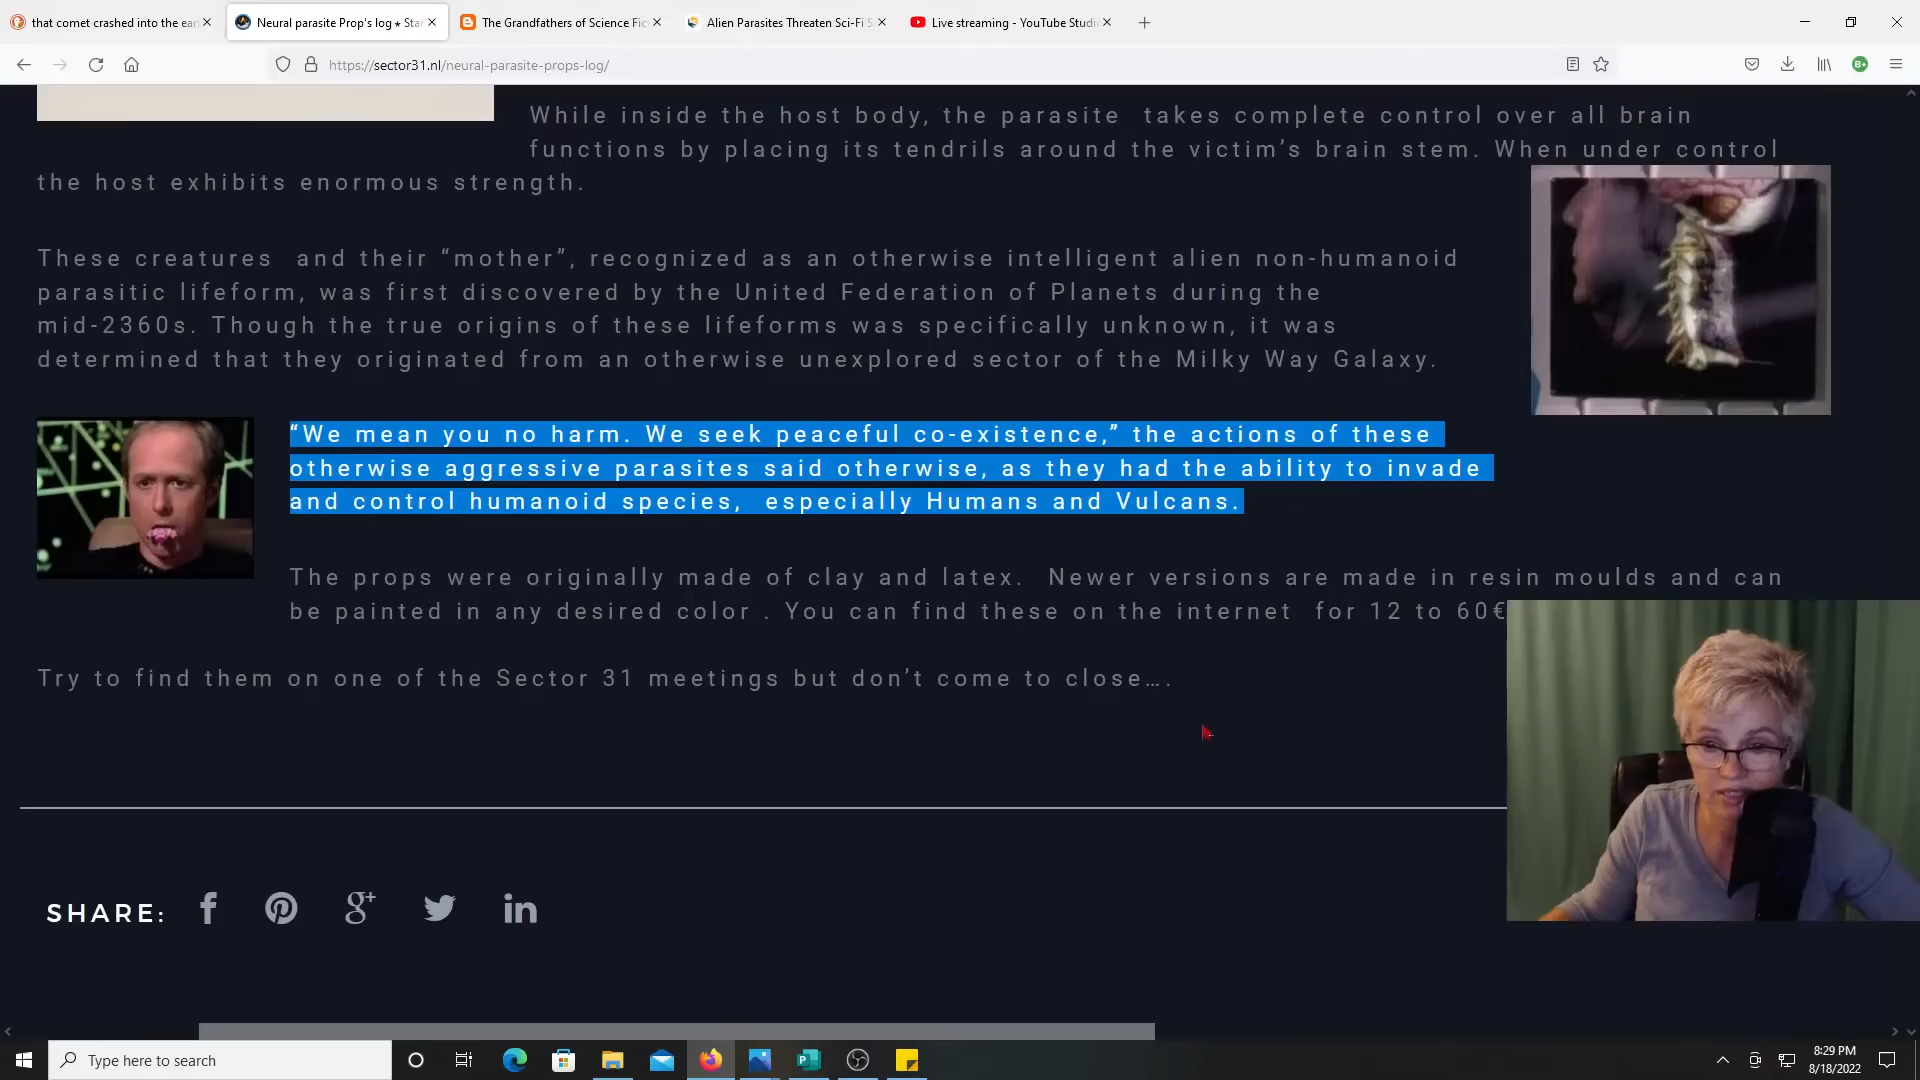 that comet crashed into the ear
Neural parasite Prop's log ⭑ Star
The Grandfathers of Science Fic
Alien Parasites Threaten Sci-Fi S
Live streaming - YouTube Studio
https://sector31.nl/neural-parasite-props-log/
While inside the host body, the parasite takes complete control over all brain
functions by placing its tendrils around the victim’s brain stem. When under control
the host exhibits enormous strength.
These creatures and their “mother”, recognized as an otherwise intelligent alien non-humanoid
parasitic lifeform, was first discovered by the United Federation of Planets during the
mid-2360s. Though the true origins of these lifeforms was specifically unknown, it was
determined that they originated from an otherwise unexplored sector of the Milky Way Galaxy.
“We mean you no harm. We seek peaceful co-existence,” the actions of these
otherwise aggressive parasites said otherwise, as they had the ability to invade
and control humanoid species, especially Humans and Vulcans.
The props were originally made of clay and latex. Newer versions are made in resin moulds and can
be painted in any desired color . You can find these on the internet for 12 to 60€
Try to find them on one of the Sector 31 meetings but don’t come to close….
SHARE:
Type here to search
8:29 PM
8/18/2022